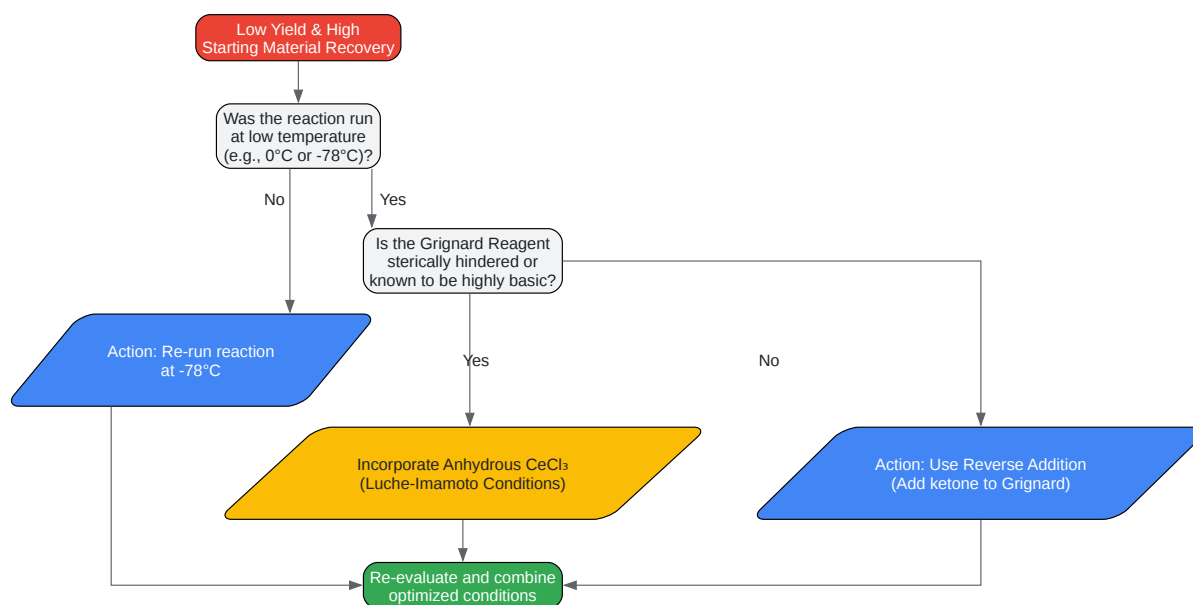 Low Yield & High
Starting Material Recovery
Was the reaction run
at low temperature
(e.g., 0°C or -78°C)?
No
Yes
Is the Grignard Reagent
sterically hindered or
known to be highly basic?
Action: Re-run reaction
at -78°C
Yes
No
Incorporate Anhydrous CeCl₃
(Luche-Imamoto Conditions)
Action: Use Reverse Addition
(Add ketone to Grignard)
Re-evaluate and combine
optimized conditions